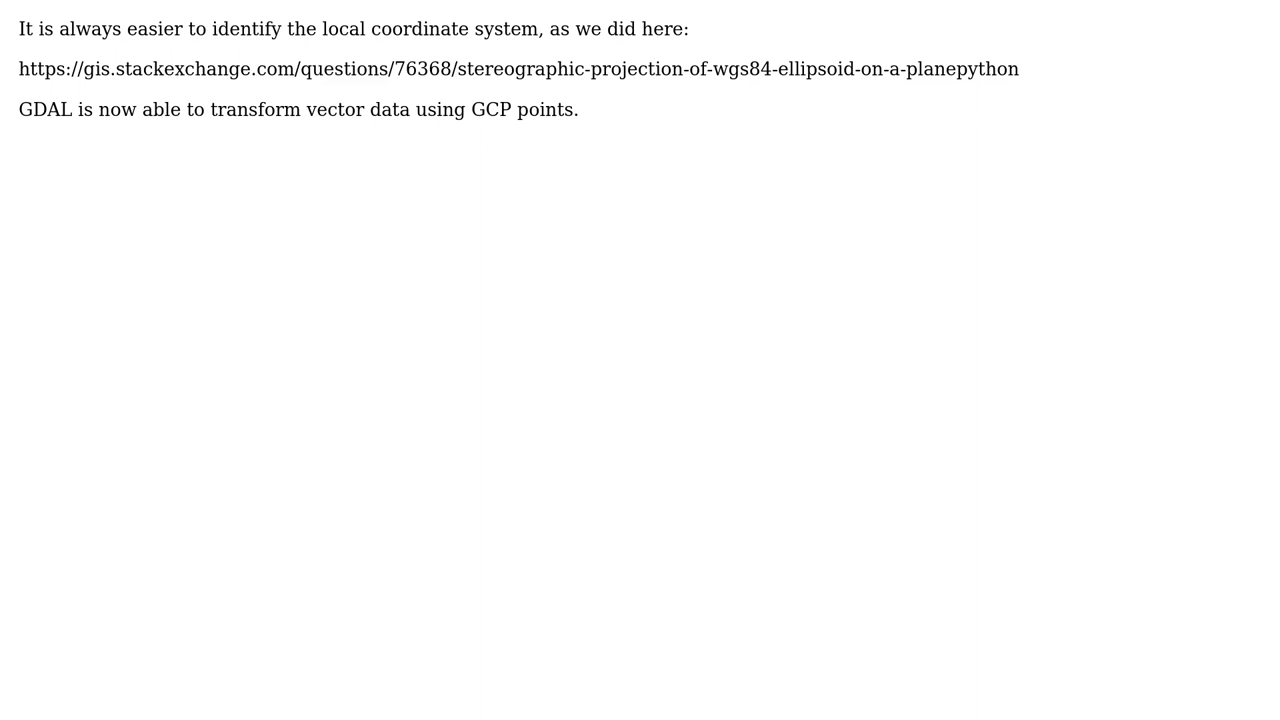 It is always easier to identify the local coordinate system, as we did here:
https://gis.stackexchange.com/questions/76368/stereographic-projection-of-wgs84-ellipsoid-on-a-planepython
GDAL is now able to transform vector data using GCP points.